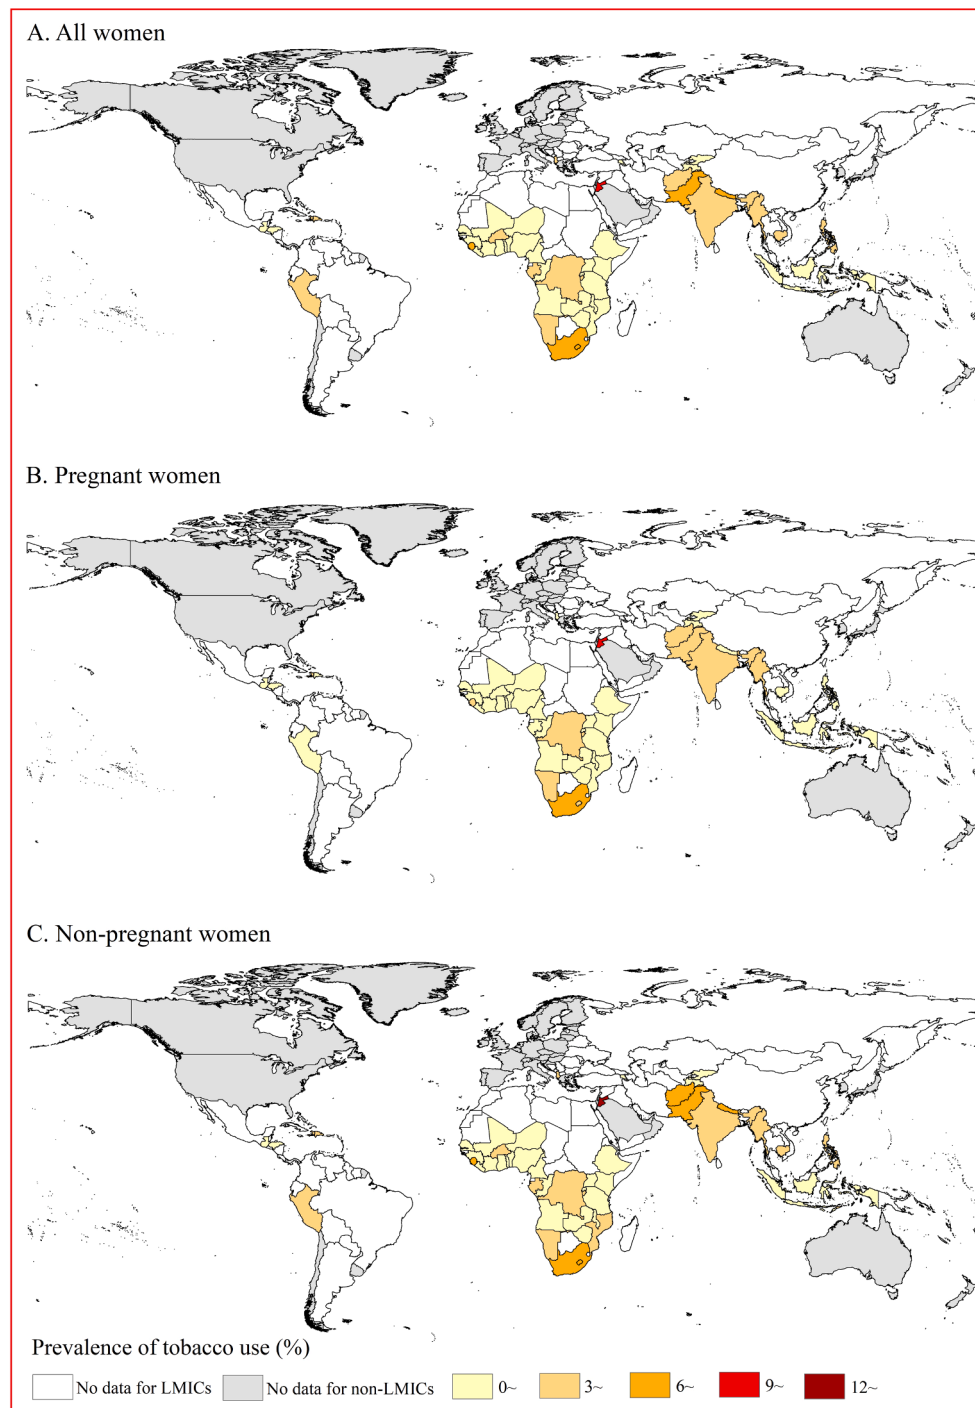 A. All women
B. Pregnant women
C. Non-pregnant women
Prevalence of tobacco use (%)
No data for LMICs No data for non-LMICs 0~ 3~ 6~ 9~ 12~